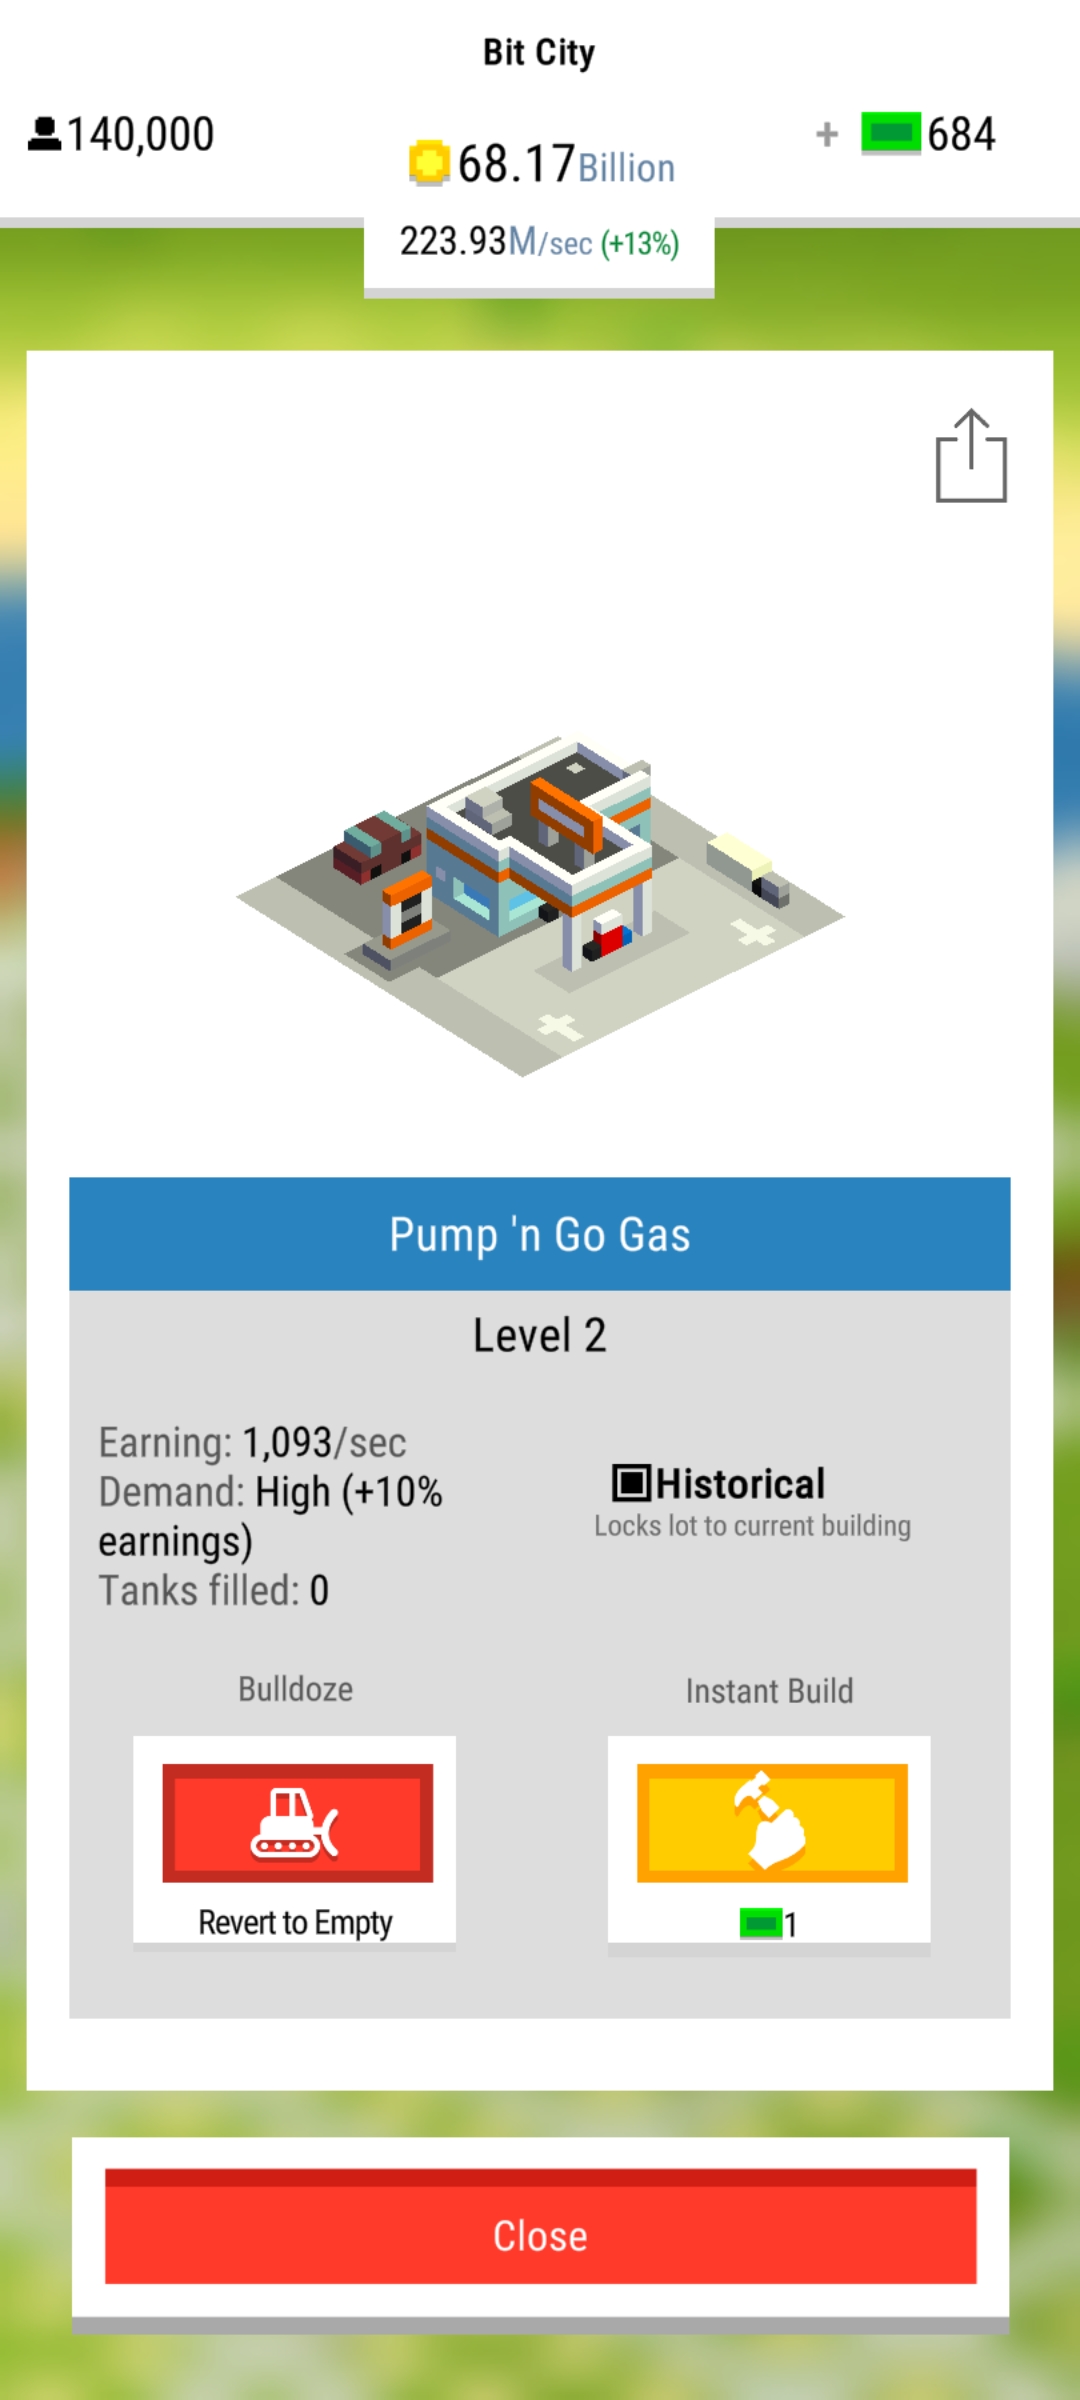 Bit City
140,000
68.17Billion
+ 684
223.93M/sec (+13%)
Pump 'n Go Gas
Level 2
Earning: 1,093/sec
Demand: High (+10%
earnings)
Tanks filled: 0
Historical
Locks lot to current building
Bulldoze
Instant Build
Revert to Empty
1
Close